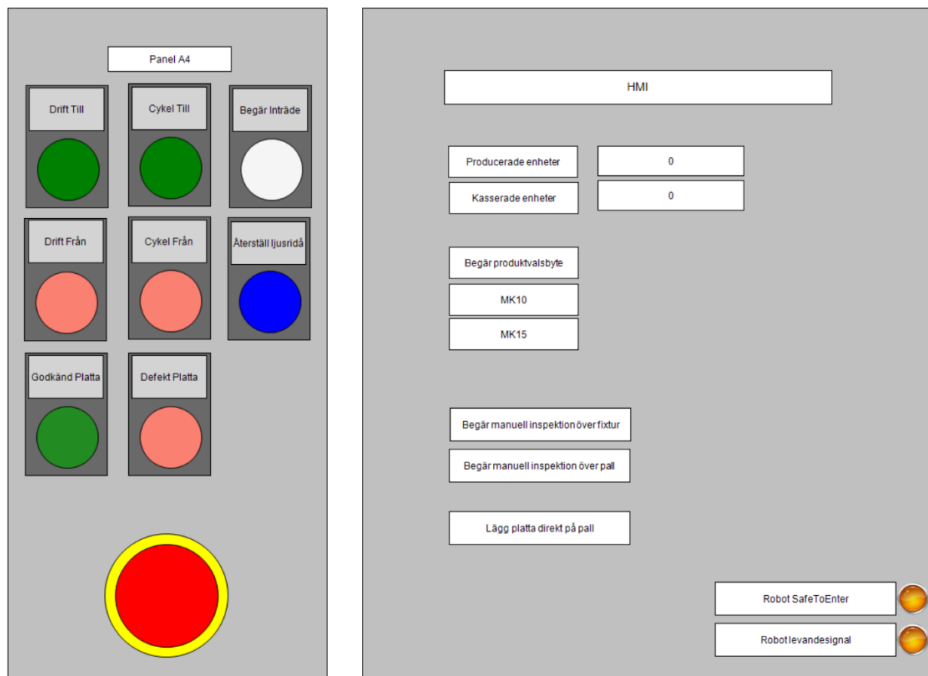 Panel A4
Drift Till
Cykel Till
Begär Inträde
Drift Från
Cykel Från
Återställ ljusridå
Godkänd Platta
Defekt Platta
HMI
Producerade enheter
0
Kasserade enheter
0
Begär produktvalsbyte
MK10
MK15
Begär manuell inspektion över fixtur
Begär manuell inspektion över pall
Lägg platta direkt på pall
Robot SafeToEnter
Robot levandesignal